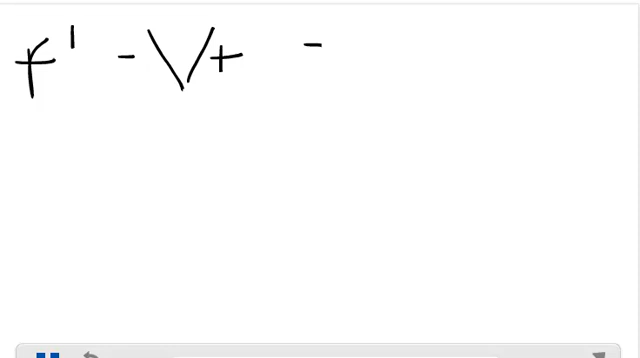 f' - \/ + -